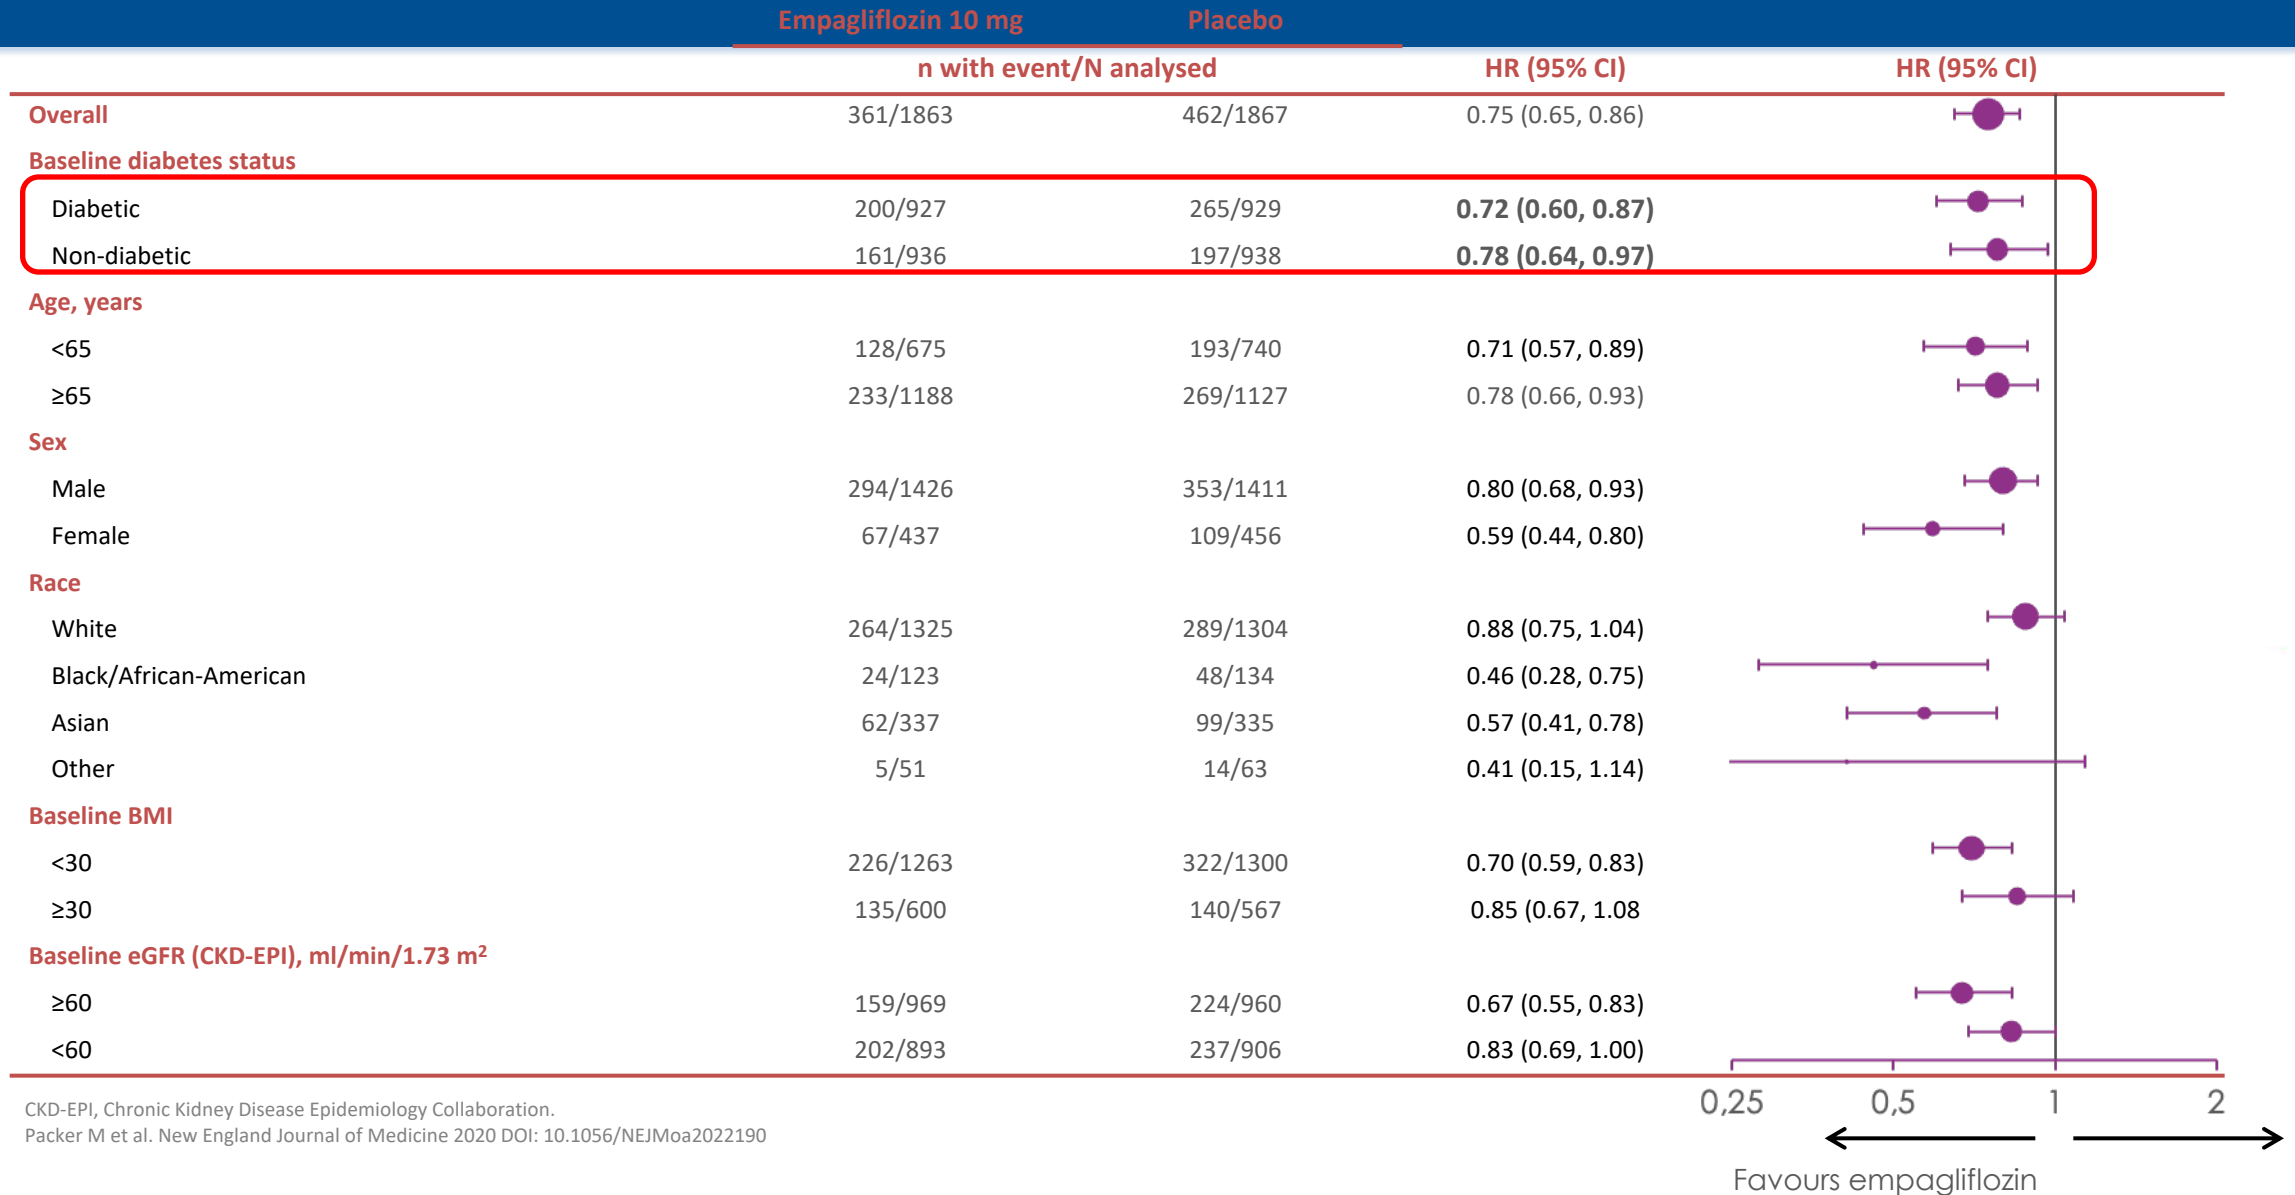 Empagliflozin 10 mg Placebo
n with event/N analysed HR (95% CI) HR (95% CI)
Overall 361/1863 462/1867 0.75 (0.65, 0.86)
Baseline diabetes status
Diabetic 200/927 265/929 0.72 (0.60, 0.87)
Non-diabetic 161/936 197/938 0.78 (0.64, 0.97)
Age, years
<65 128/675 193/740 0.71 (0.57, 0.89)
≥65 233/1188 269/1127 0.78 (0.66, 0.93)
Sex
Male 294/1426 353/1411 0.80 (0.68, 0.93)
Female 67/437 109/456 0.59 (0.44, 0.80)
Race
White 264/1325 289/1304 0.88 (0.75, 1.04)
Black/African-American 24/123 48/134 0.46 (0.28, 0.75)
Asian 62/337 99/335 0.57 (0.41, 0.78)
Other 5/51 14/63 0.41 (0.15, 1.14)
Baseline BMI
<30 226/1263 322/1300 0.70 (0.59, 0.83)
≥30 135/600 140/567 0.85 (0.67, 1.08
Baseline eGFR (CKD-EPI), ml/min/1.73 m²
≥60 159/969 224/960 0.67 (0.55, 0.83)
<60 202/893 237/906 0.83 (0.69, 1.00)
0,25 0,5 1 2
CKD-EPI, Chronic Kidney Disease Epidemiology Collaboration.
Packer M et al. New England Journal of Medicine 2020 DOI: 10.1056/NEJMoa2022190
Favours empagliflozin